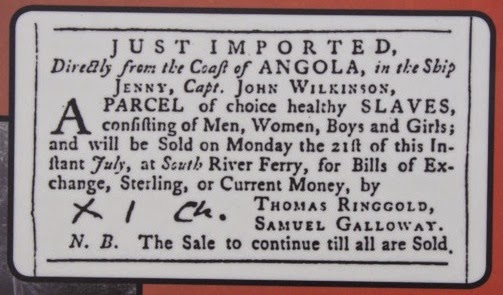 JUST IMPORTED,
Directly from the Coast of ANGOLA, in the Ship
JENNY, Capt. JOHN WILKINSON,
A PARCEL of choice healthy SLAVES,
consisting of Men, Women, Boys and Girls;
and will be Sold on Monday the 21st of this In-
stant July, at South River Ferry, for Bills of Ex-
change, Sterling, or Current Money, by
X 1 Ch. THOMAS RINGGOLD,
SAMUEL GALLOWAY.
N. B. The Sale to continue till all are Sold.